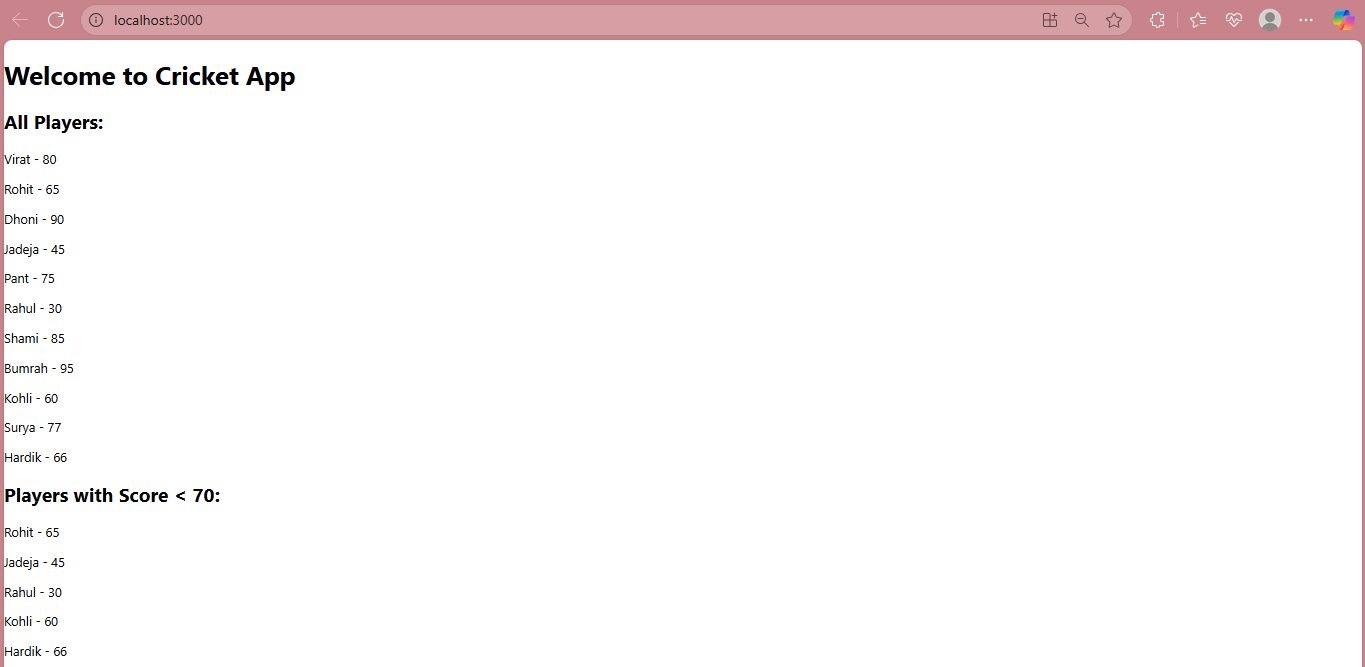 localhost:3000
Welcome to Cricket App
All Players:
Virat - 80
Rohit - 65
Dhoni - 90
Jadeja - 45
Pant - 75
Rahul - 30
Shami - 85
Bumrah - 95
Kohli - 60
Surya - 77
Hardik - 66
Players with Score < 70:
Rohit - 65
Jadeja - 45
Rahul - 30
Kohli - 60
Hardik - 66